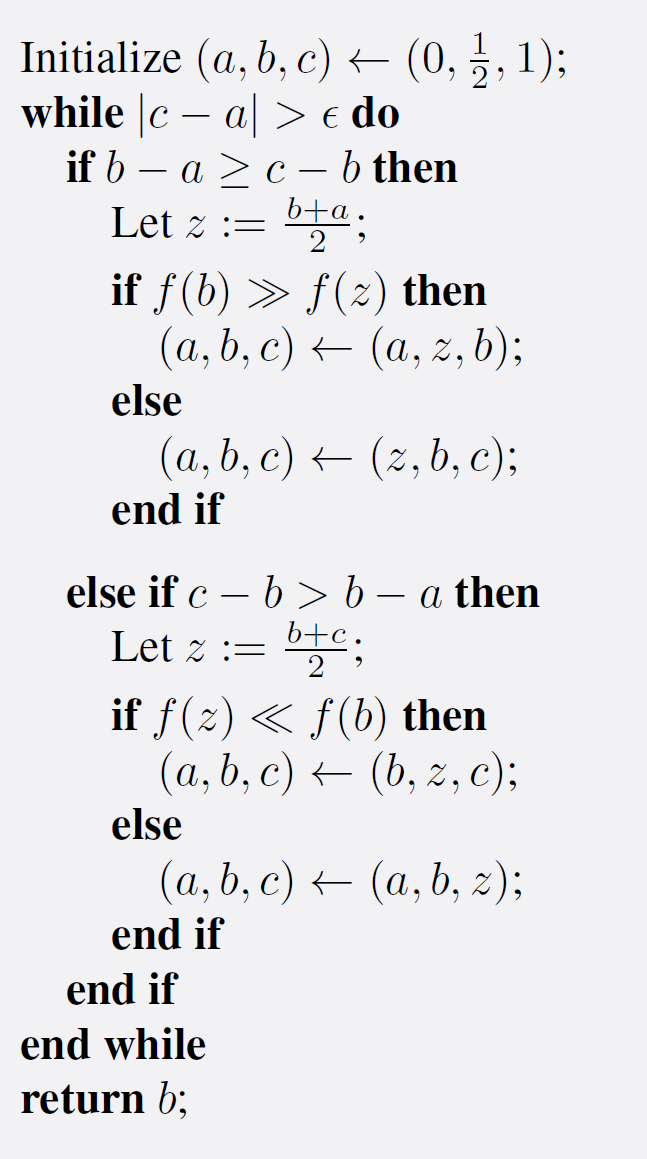 Initialize (a, b, c) ← (0, 1/2, 1);
while |c − a| > ϵ do
if b − a ≥ c − b then
Let z := b+a/2;
if f(b) ≫ f(z) then
(a, b, c) ← (a, z, b);
else
(a, b, c) ← (z, b, c);
end if
else if c − b > b − a then
Let z := b+c/2;
if f(z) ≪ f(b) then
(a, b, c) ← (b, z, c);
else
(a, b, c) ← (a, b, z);
end if
end if
end while
return b;